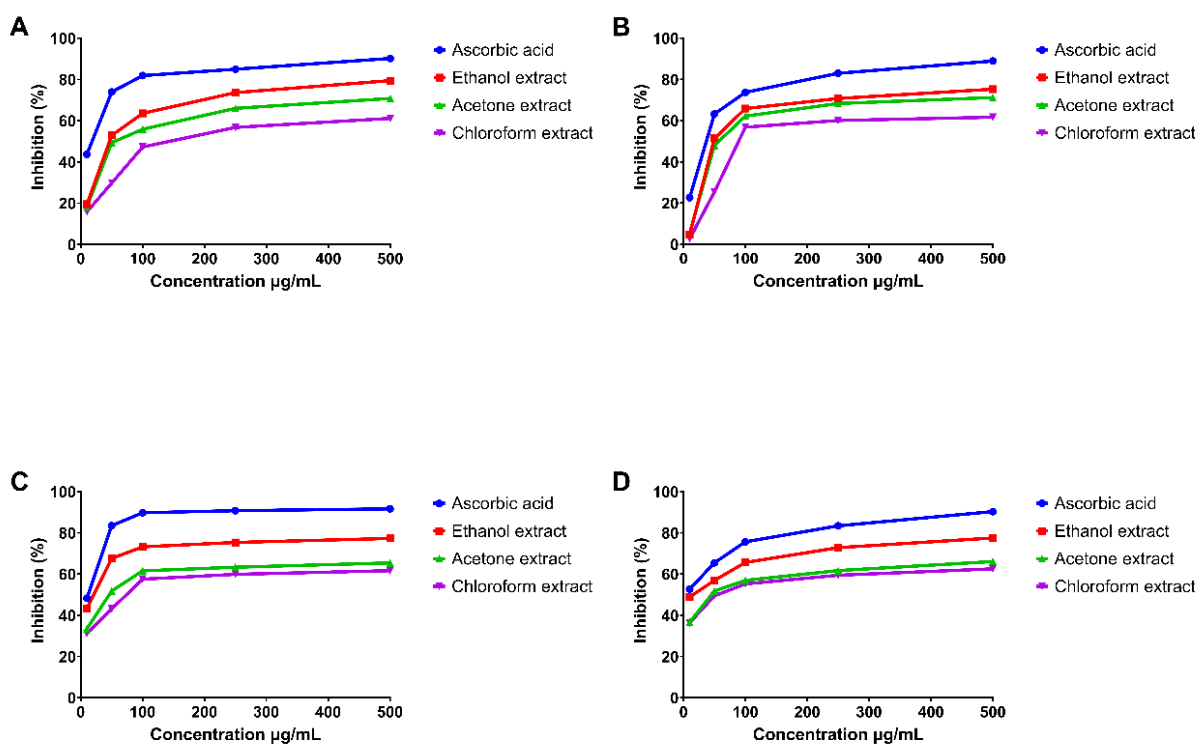 A
100
80
60
40
20
0
Inhibition (%)
0 100 200 300 400 500
Concentration µg/mL
Ascorbic acid
Ethanol extract
Acetone extract
Chloroform extract
B
100
80
60
40
20
0
Inhibition (%)
0 100 200 300 400 500
Concentration µg/mL
Ascorbic acid
Ethanol extract
Acetone extract
Chloroform extract
C
100
80
60
40
20
0
Inhibition (%)
0 100 200 300 400 500
Concentration µg/mL
Ascorbic acid
Ethanol extract
Acetone extract
Chloroform extract
D
100
80
60
40
20
0
Inhibition (%)
0 100 200 300 400 500
Concentration µg/mL
Ascorbic acid
Ethanol extract
Acetone extract
Chloroform extract